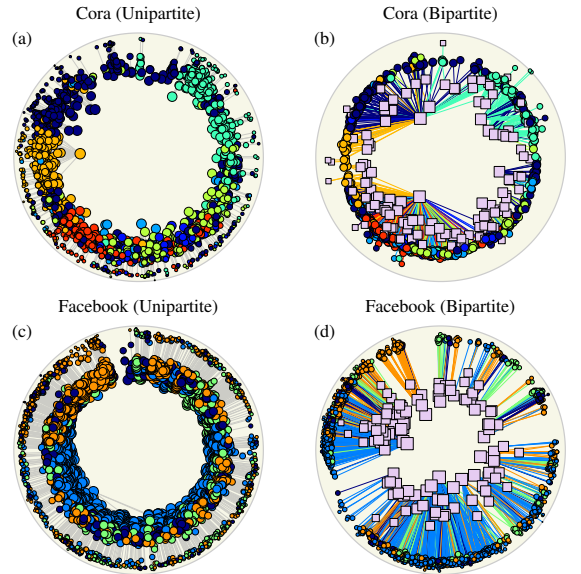 Cora (Unipartite)
Cora (Bipartite)
(a)
(b)
Facebook (Unipartite)
Facebook (Bipartite)
(c)
(d)